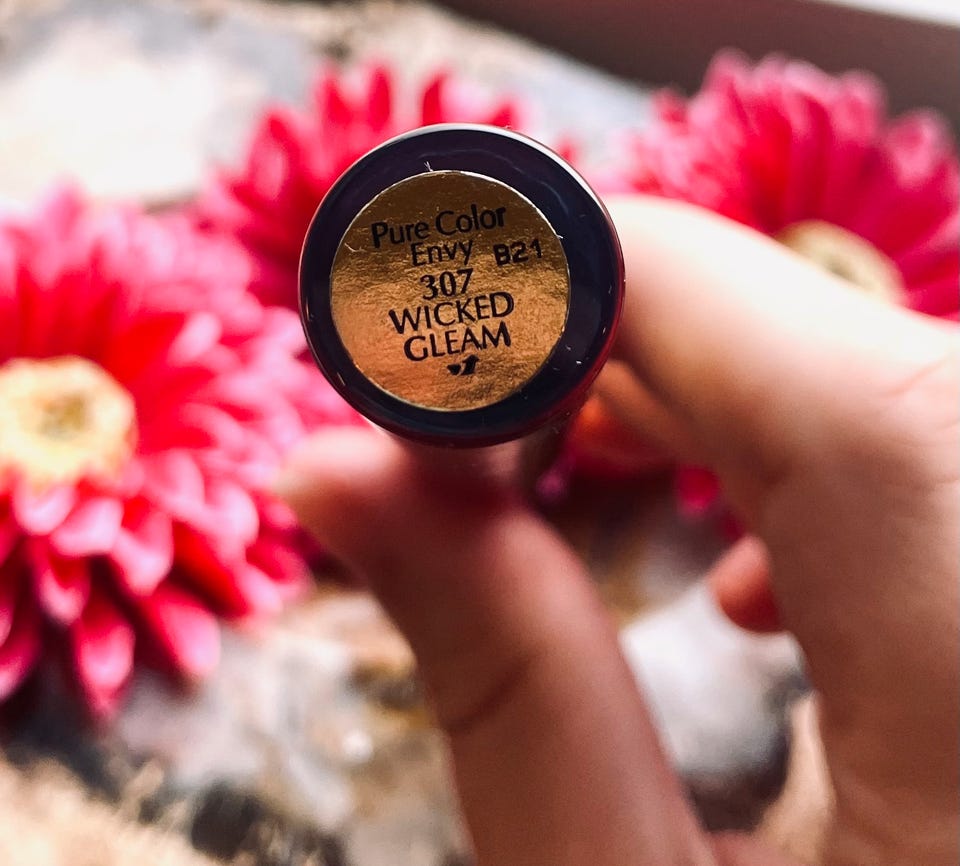 Pure Color
Envy B21
307
WICKED
GLEAM